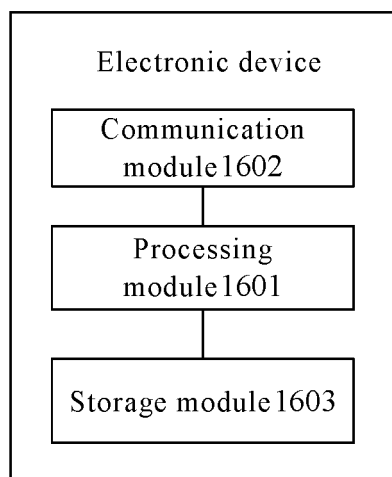 Electronic device
Communication
module1602
Processing
module1601
Storage module1603